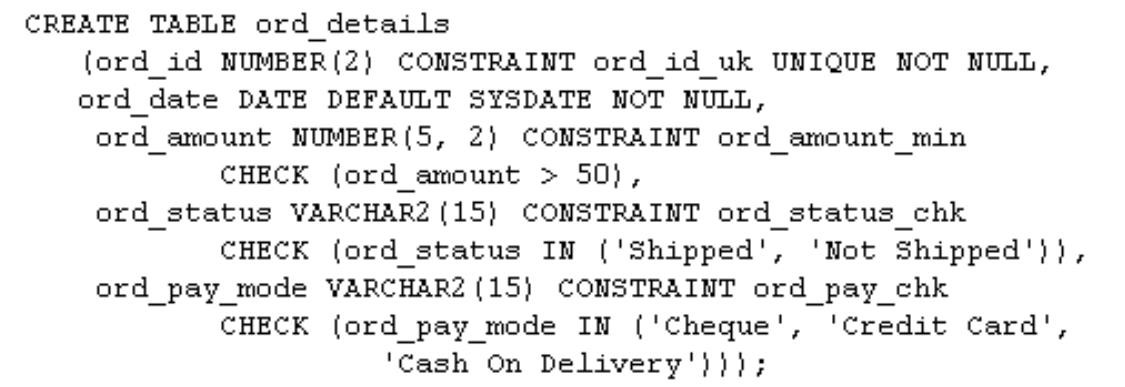 CREATE TABLE ord_details
(ord_id NUMBER(2) CONSTRAINT ord_id_uk UNIQUE NOT NULL,
ord_date DATE DEFAULT SYSDATE NOT NULL,
ord_amount NUMBER(5, 2) CONSTRAINT ord_amount_min
CHECK (ord_amount > 50),
ord_status VARCHAR2(15) CONSTRAINT ord_status_chk
CHECK (ord_status IN ('Shipped', 'Not Shipped')),
ord_pay_mode VARCHAR2(15) CONSTRAINT ord_pay_chk
CHECK (ord_pay_mode IN ('Cheque', 'Credit Card',
'Cash On Delivery')));